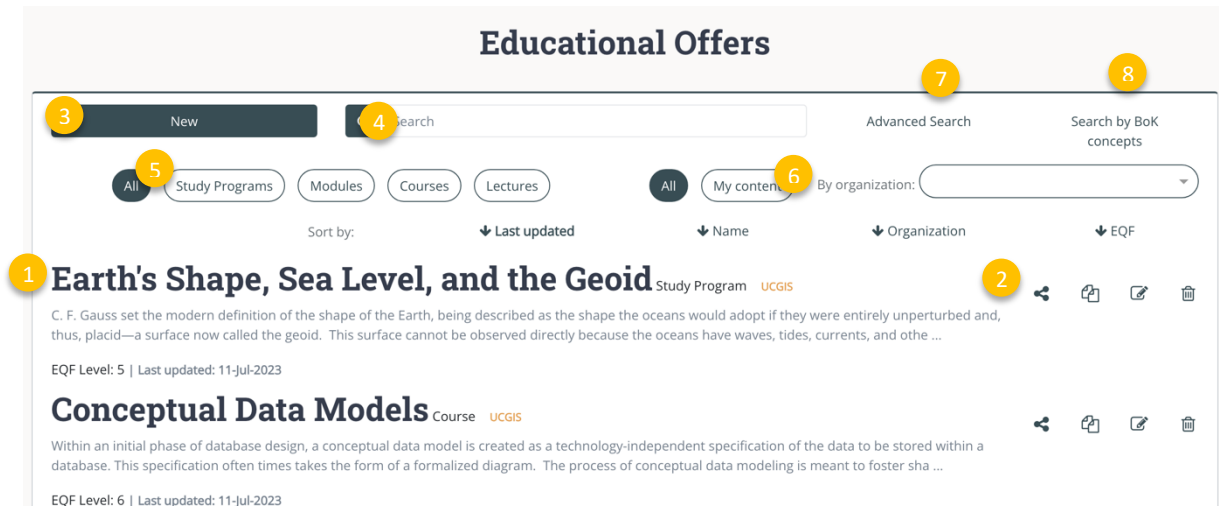 Educational Offers
7
8
3
New
4
Search
Advanced Search
Search by BoK
concepts
5
All
Study Programs
Modules
Courses
Lectures
All
My content
6
By organization:
Sort by:
Last updated
Name
Organization
EQF
1
Earth's Shape, Sea Level, and the Geoid Study Program UCGIS
2
C. F. Gauss set the modern definition of the shape of the Earth, being described as the shape the oceans would adopt if they were entirely unperturbed and,
thus, placid—a surface now called the geoid. This surface cannot be observed directly because the oceans have waves, tides, currents, and othe ...
EQF Level: 5 | Last updated: 11-Jul-2023
Conceptual Data Models Course UCGIS
Within an initial phase of database design, a conceptual data model is created as a technology-independent specification of the data to be stored within a
database. This specification often times takes the form of a formalized diagram. The process of conceptual data modeling is meant to foster sha ...
EQF Level: 6 | Last updated: 11-Jul-2023